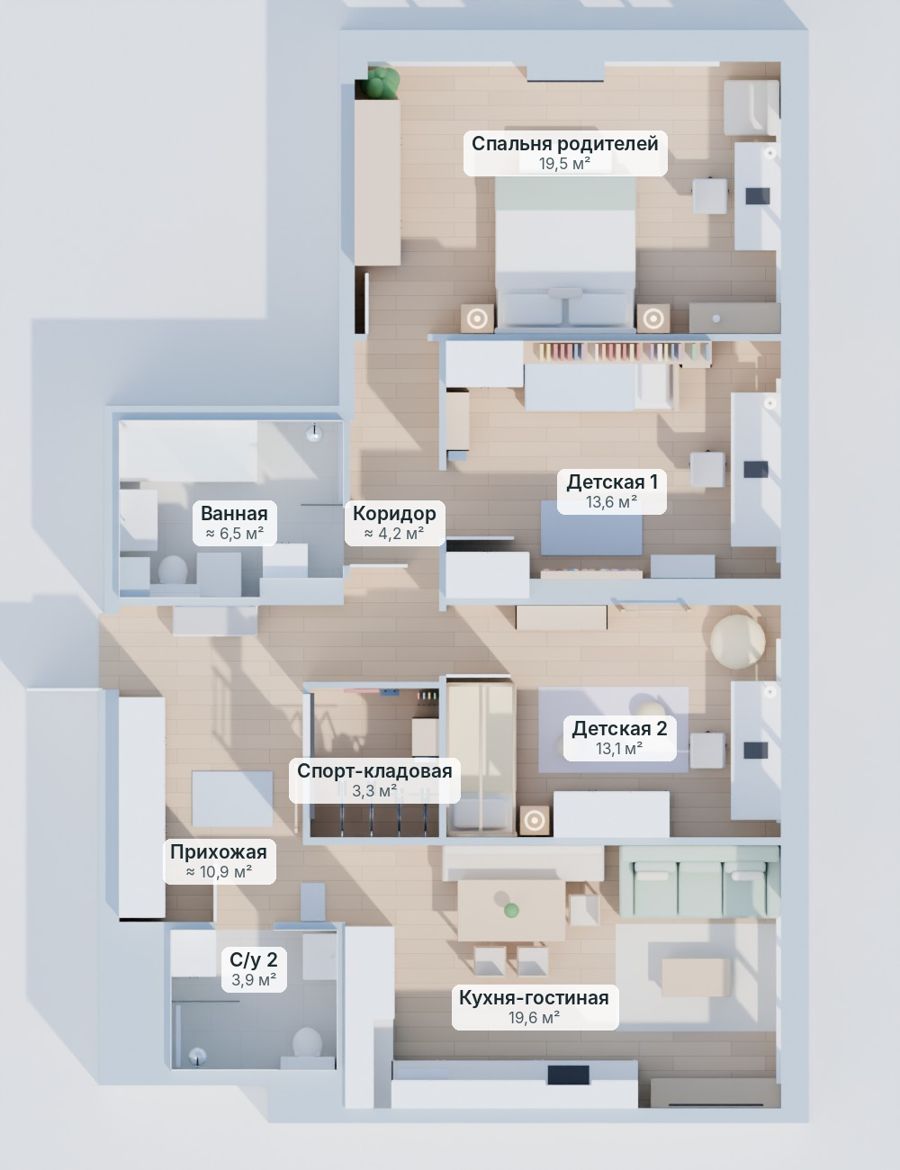 Спальня родителей
19,5 м²
Детская 1
13,6 м²
Ванная
≈ 6,5 м²
Коридор
≈ 4,2 м²
Детская 2
13,1 м²
Спорт-кладовая
3,3 м²
Прихожая
≈ 10,9 м²
С/у 2
3,9 м²
Кухня-гостиная
19,6 м²